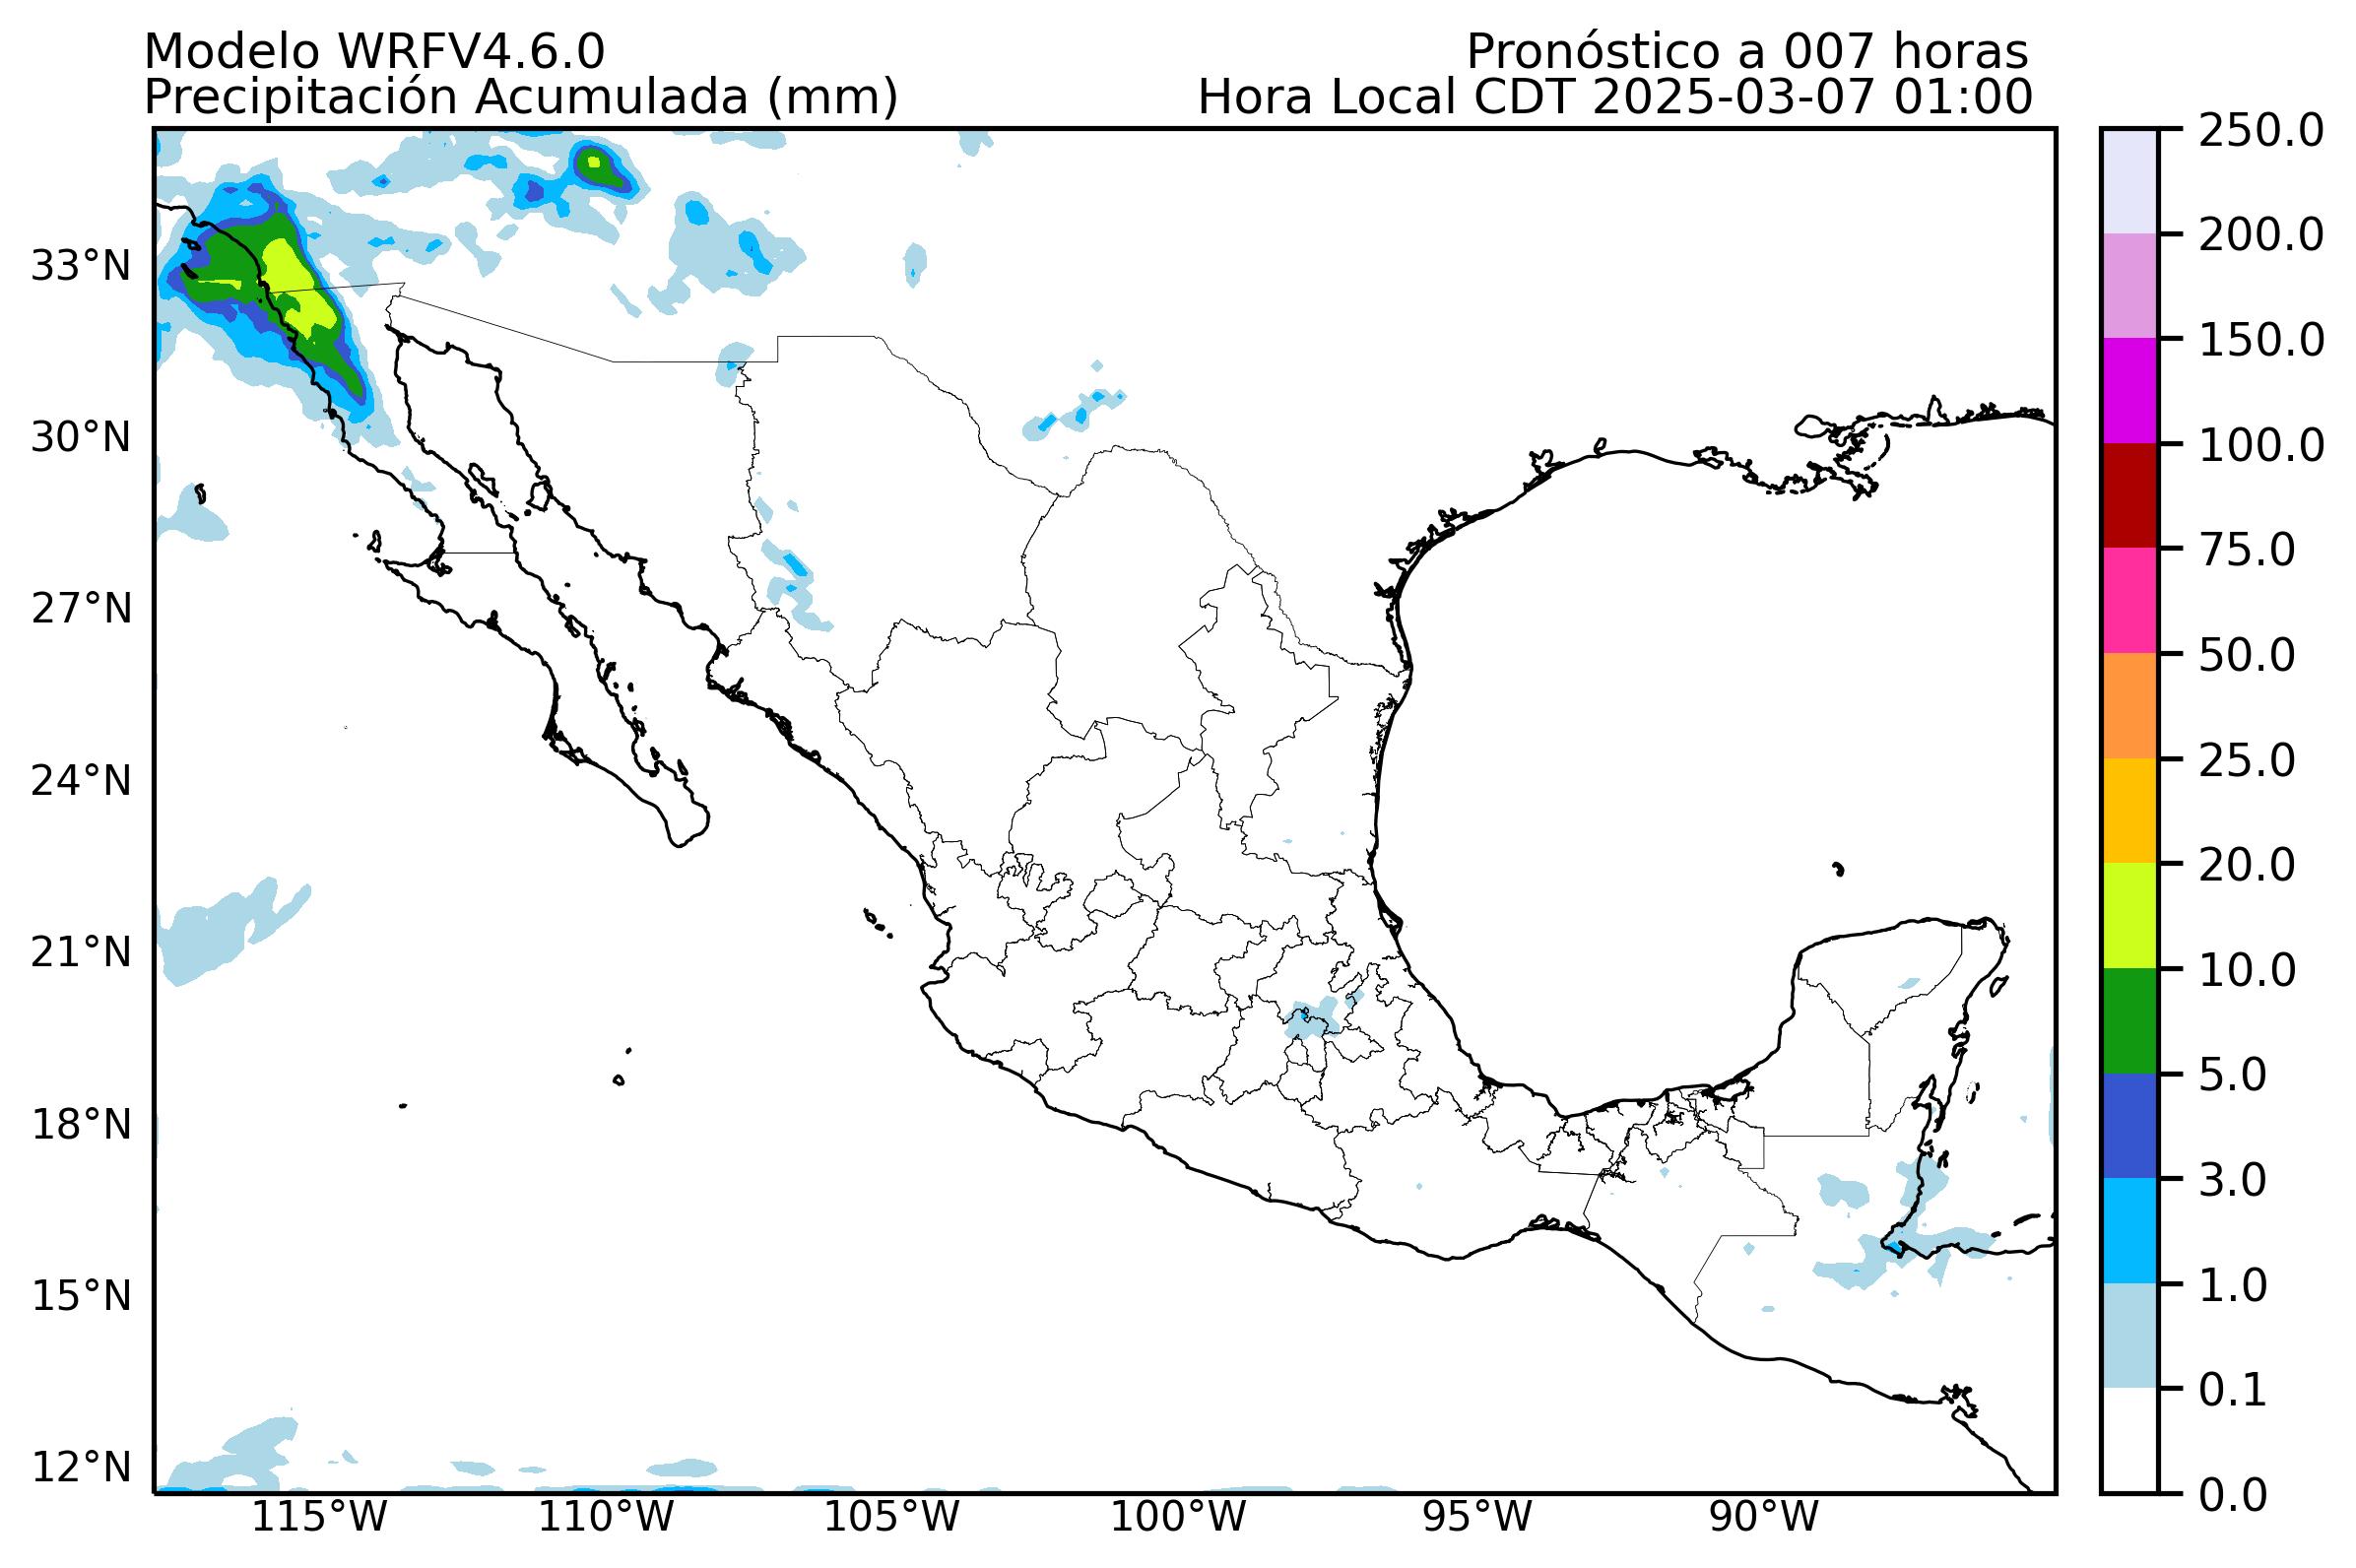 Modelo WRFV4.6.0
Pronóstico a 007 horas
Precipitación Acumulada (mm)
Hora Local CDT 2025-03-07 01:00
33°N
30°N
27°N
24°N
21°N
18°N
15°N
12°N
115°W
110°W
105°W
100°W
95°W
90°W
250.0
200.0
150.0
100.0
75.0
50.0
25.0
20.0
10.0
5.0
3.0
1.0
0.1
0.0